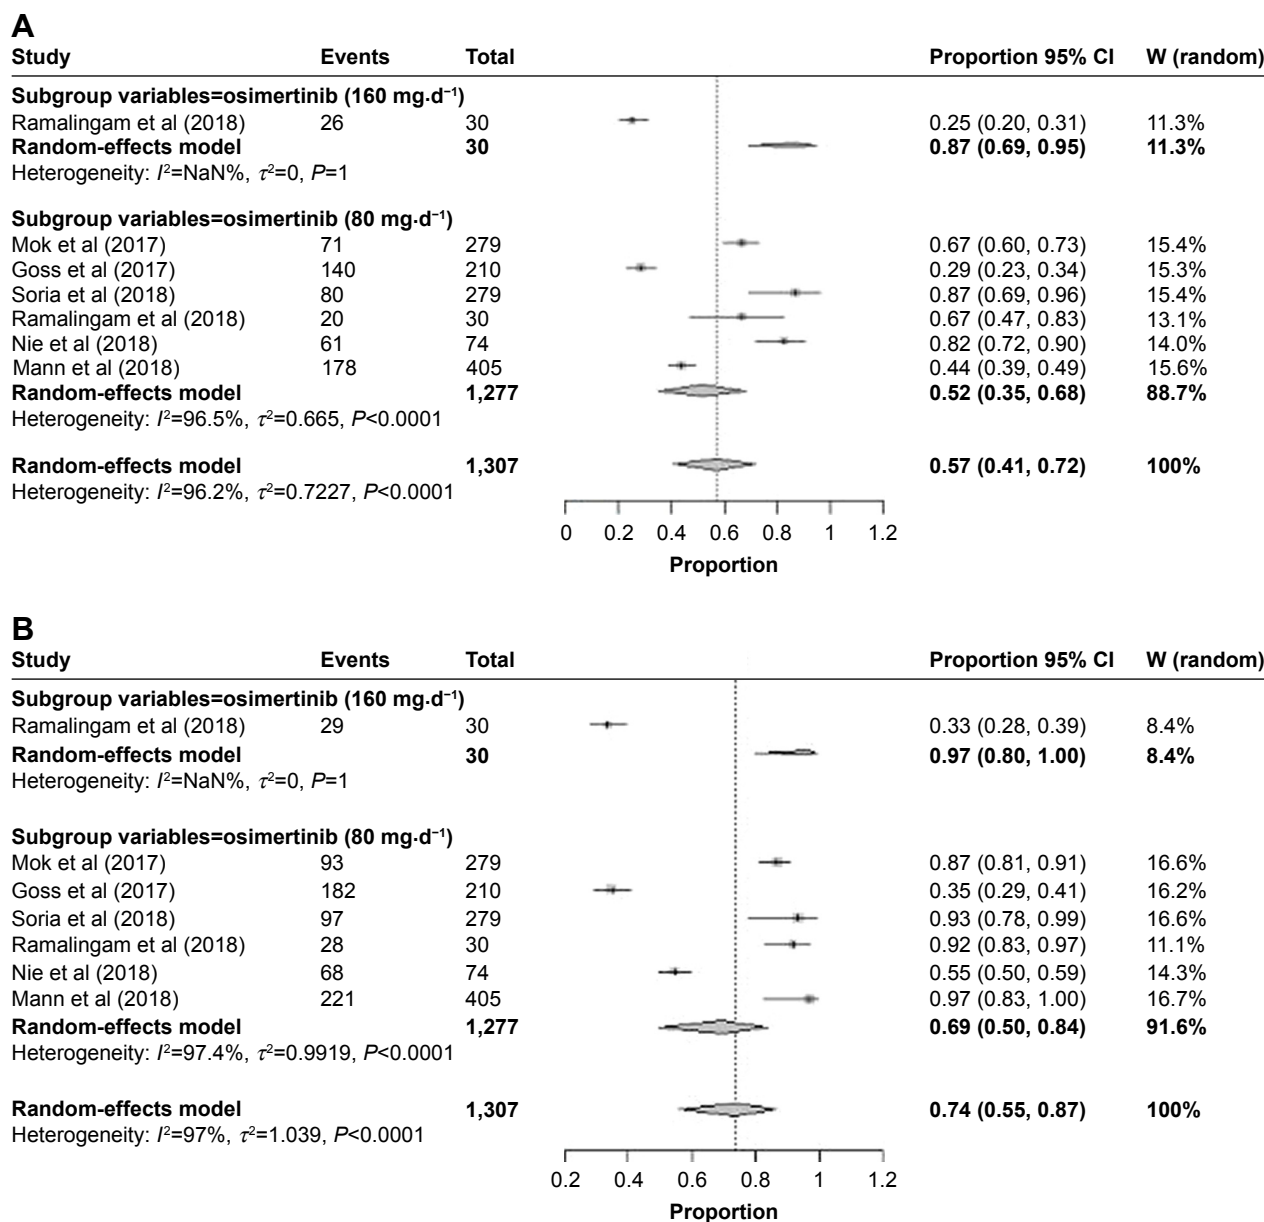 A
Study Events Total Proportion 95% CI W (random)
Subgroup variables=osimertinib (160 mg·d⁻¹)
Ramalingam et al (2018) 26 30 0.25 (0.20, 0.31) 11.3%
Random-effects model 30 0.87 (0.69, 0.95) 11.3%
Heterogeneity: I²=NaN%, τ²=0, P=1
Subgroup variables=osimertinib (80 mg·d⁻¹)
Mok et al (2017) 71 279 0.67 (0.60, 0.73) 15.4%
Goss et al (2017) 140 210 0.29 (0.23, 0.34) 15.3%
Soria et al (2018) 80 279 0.87 (0.69, 0.96) 15.4%
Ramalingam et al (2018) 20 30 0.67 (0.47, 0.83) 13.1%
Nie et al (2018) 61 74 0.82 (0.72, 0.90) 14.0%
Mann et al (2018) 178 405 0.44 (0.39, 0.49) 15.6%
Random-effects model 1,277 0.52 (0.35, 0.68) 88.7%
Heterogeneity: I²=96.5%, τ²=0.665, P<0.0001
Random-effects model 1,307 0.57 (0.41, 0.72) 100%
Heterogeneity: I²=96.2%, τ²=0.7227, P<0.0001
0 0.2 0.4 0.6 0.8 1 1.2
Proportion
B
Study Events Total Proportion 95% CI W (random)
Subgroup variables=osimertinib (160 mg·d⁻¹)
Ramalingam et al (2018) 29 30 0.33 (0.28, 0.39) 8.4%
Random-effects model 30 0.97 (0.80, 1.00) 8.4%
Heterogeneity: I²=NaN%, τ²=0, P=1
Subgroup variables=osimertinib (80 mg·d⁻¹)
Mok et al (2017) 93 279 0.87 (0.81, 0.91) 16.6%
Goss et al (2017) 182 210 0.35 (0.29, 0.41) 16.2%
Soria et al (2018) 97 279 0.93 (0.78, 0.99) 16.6%
Ramalingam et al (2018) 28 30 0.92 (0.83, 0.97) 11.1%
Nie et al (2018) 68 74 0.55 (0.50, 0.59) 14.3%
Mann et al (2018) 221 405 0.97 (0.83, 1.00) 16.7%
Random-effects model 1,277 0.69 (0.50, 0.84) 91.6%
Heterogeneity: I²=97.4%, τ²=0.9919, P<0.0001
Random-effects model 1,307 0.74 (0.55, 0.87) 100%
Heterogeneity: I²=97%, τ²=1.039, P<0.0001
0.2 0.4 0.6 0.8 1 1.2
Proportion